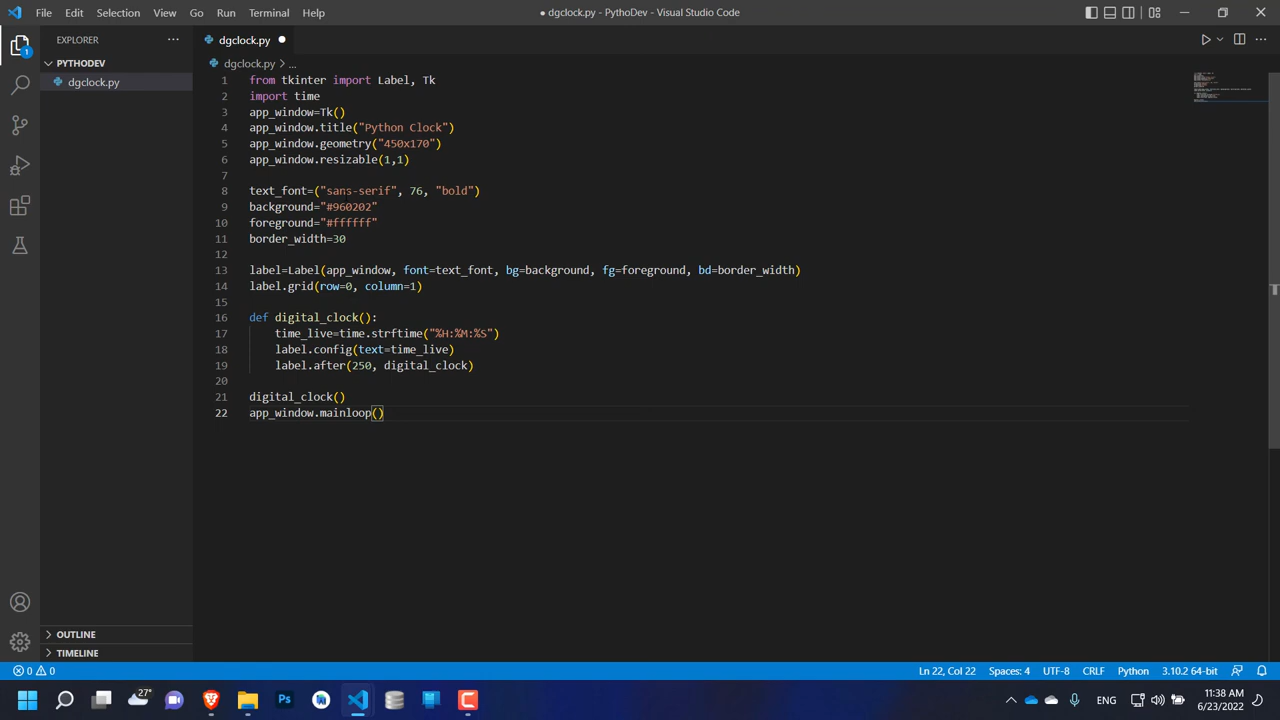 File Edit Selection View Go Run Terminal Help
● dgclock.py - PythoDev - Visual Studio Code
EXPLORER
PYTHODEV
dgclock.py
1
dgclock.py
dgclock.py > ...
1 from tkinter import Label, Tk
2 import time
3 app_window=Tk()
4 app_window.title("Python Clock")
5 app_window.geometry("450x170")
6 app_window.resizable(1,1)
7
8 text_font=("sans-serif", 76, "bold")
9 background="#960202"
10 foreground="#ffffff"
11 border_width=30
12
13 label=Label(app_window, font=text_font, bg=background, fg=foreground, bd=border_width)
14 label.grid(row=0, column=1)
15
16 def digital_clock():
17     time_live=time.strftime("%H:%M:%S")
18     label.config(text=time_live)
19     label.after(250, digital_clock)
20
21 digital_clock()
22 app_window.mainloop()
OUTLINE
TIMELINE
0 0
Ln 22, Col 22 Spaces: 4 UTF-8 CRLF Python 3.10.2 64-bit
27°
Ps
ENG
11:38 AM
6/23/2022